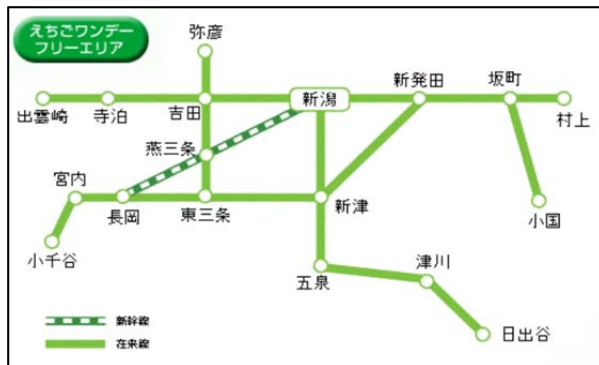 えちごワンデー
フリーエリア
弥彦
出雲崎
寺泊
吉田
新潟
新発田
坂町
村上
燕三条
宮内
長岡
東三条
新津
小国
小千谷
五泉
津川
日出谷
新幹線
在来線